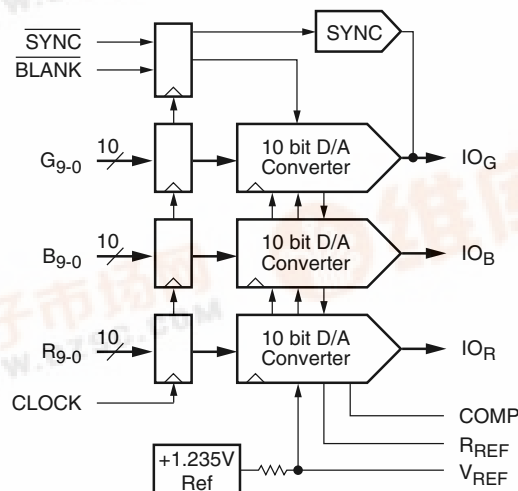 SYNC
BLANK
SYNC
G9-0
10
10 bit D/A
Converter
IOG
B9-0
10
10 bit D/A
Converter
IOB
R9-0
10
10 bit D/A
Converter
IOR
CLOCK
COMP
RREF
+1.235V
Ref
VREF